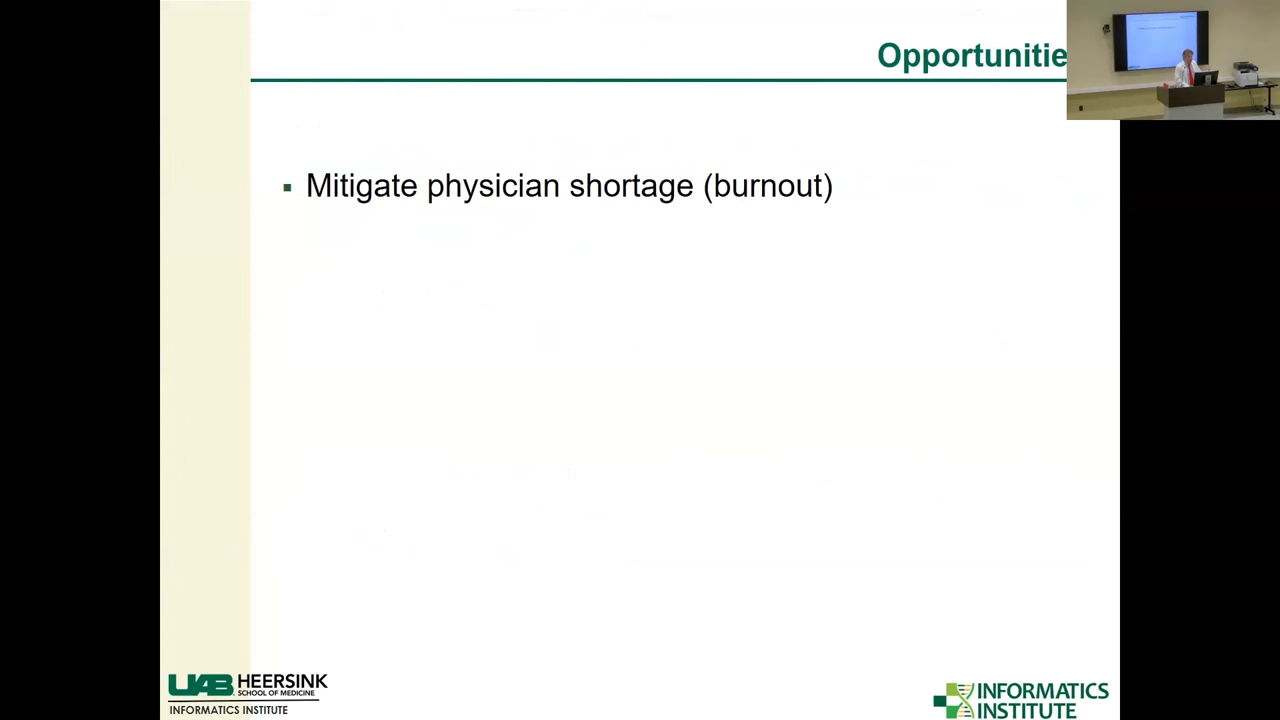 Opportunitie
▪ Mitigate physician shortage (burnout)
UAB HEERSINK
SCHOOL OF MEDICINE
INFORMATICS INSTITUTE
INFORMATICS
INSTITUTE